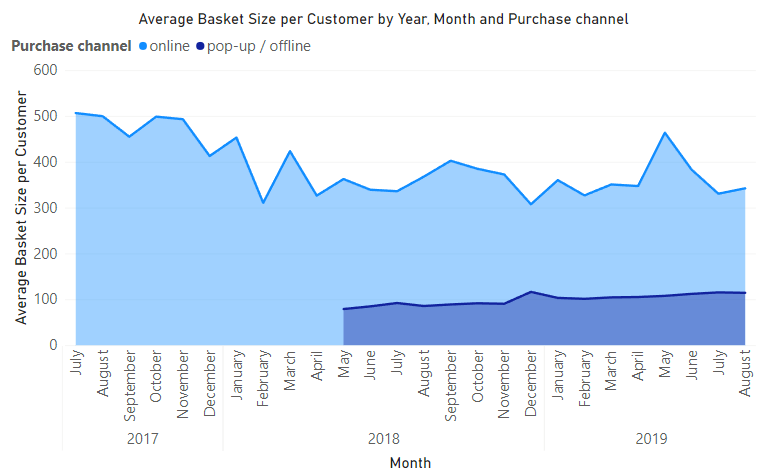 Average Basket Size per Customer by Year, Month and Purchase channel
Purchase channel online pop-up / offline
Average Basket Size per Customer
600
500
400
300
200
100
0
July August September October November December January February March April May June July August September October November December January February March April May June July August
2017 2018 2019
Month